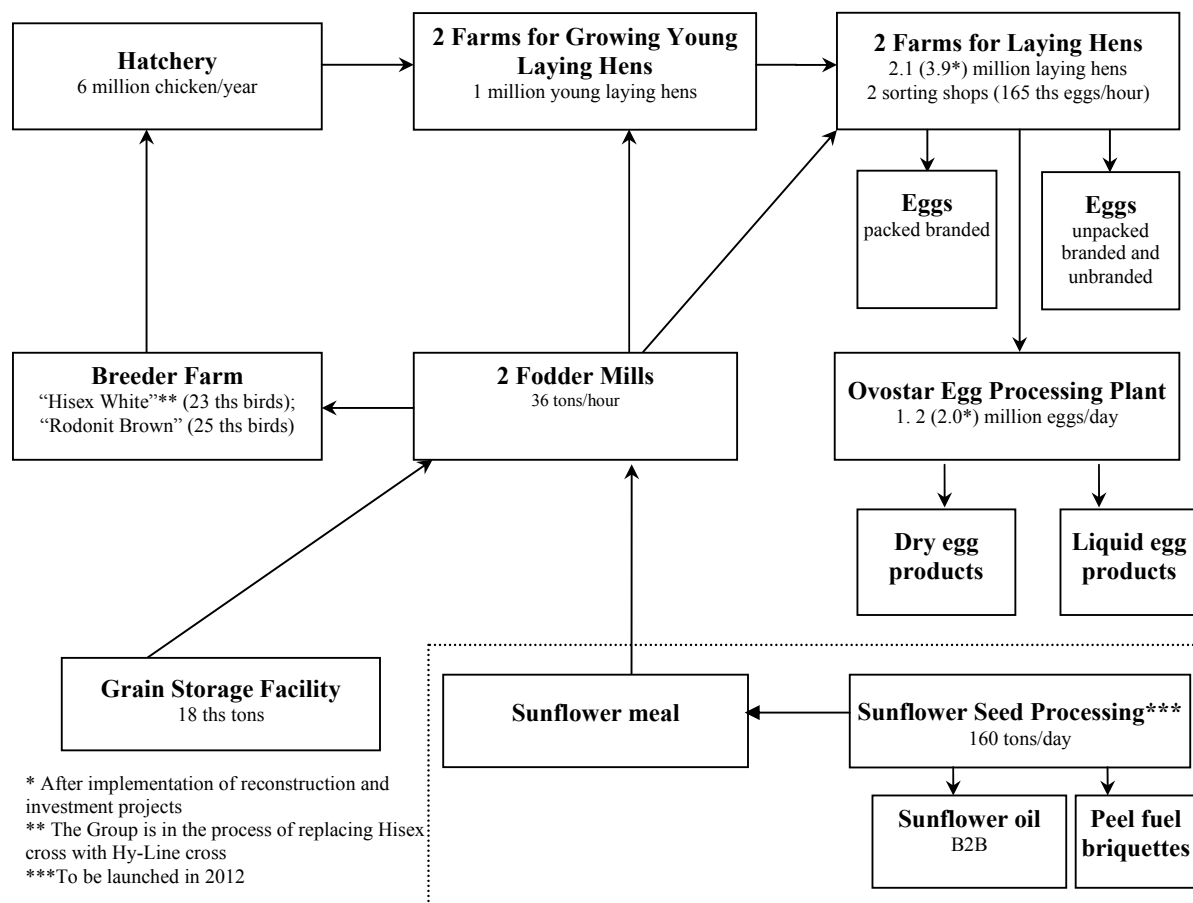 Hatchery
6 million chicken/year
2 Farms for Growing Young
Laying Hens
1 million young laying hens
2 Farms for Laying Hens
2.1 (3.9*) million laying hens
2 sorting shops (165 ths eggs/hour)
Eggs
packed branded
Eggs
unpacked
branded and
unbranded
Breeder Farm
“Hisex White”** (23 ths birds);
“Rodonit Brown” (25 ths birds)
2 Fodder Mills
36 tons/hour
Ovostar Egg Processing Plant
1. 2 (2.0*) million eggs/day
Dry egg
products
Liquid egg
products
Grain Storage Facility
18 ths tons
Sunflower meal
Sunflower Seed Processing***
160 tons/day
Sunflower oil
B2B
Peel fuel
briquettes
* After implementation of reconstruction and
investment projects
** The Group is in the process of replacing Hisex
cross with Hy-Line cross
***To be launched in 2012